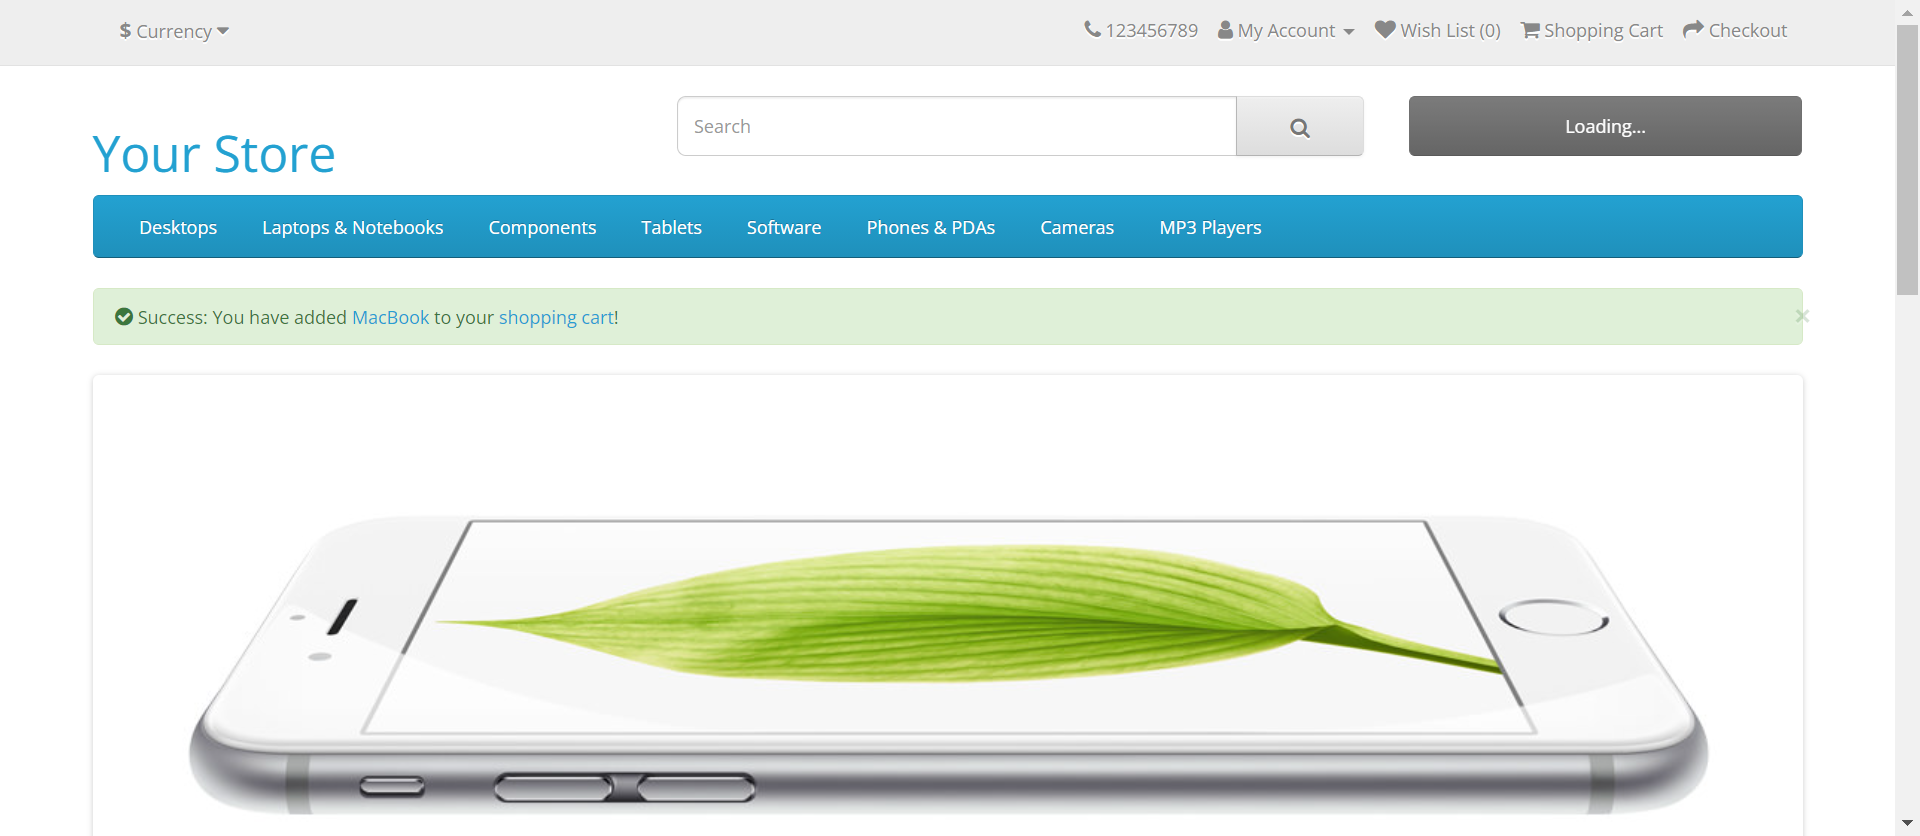 $ Currency
123456789 My Account Wish List (0) Shopping Cart Checkout
Your Store
Search
Loading...
Desktops Laptops & Notebooks Components Tablets Software Phones & PDAs Cameras MP3 Players
Success: You have added MacBook to your shopping cart!
×